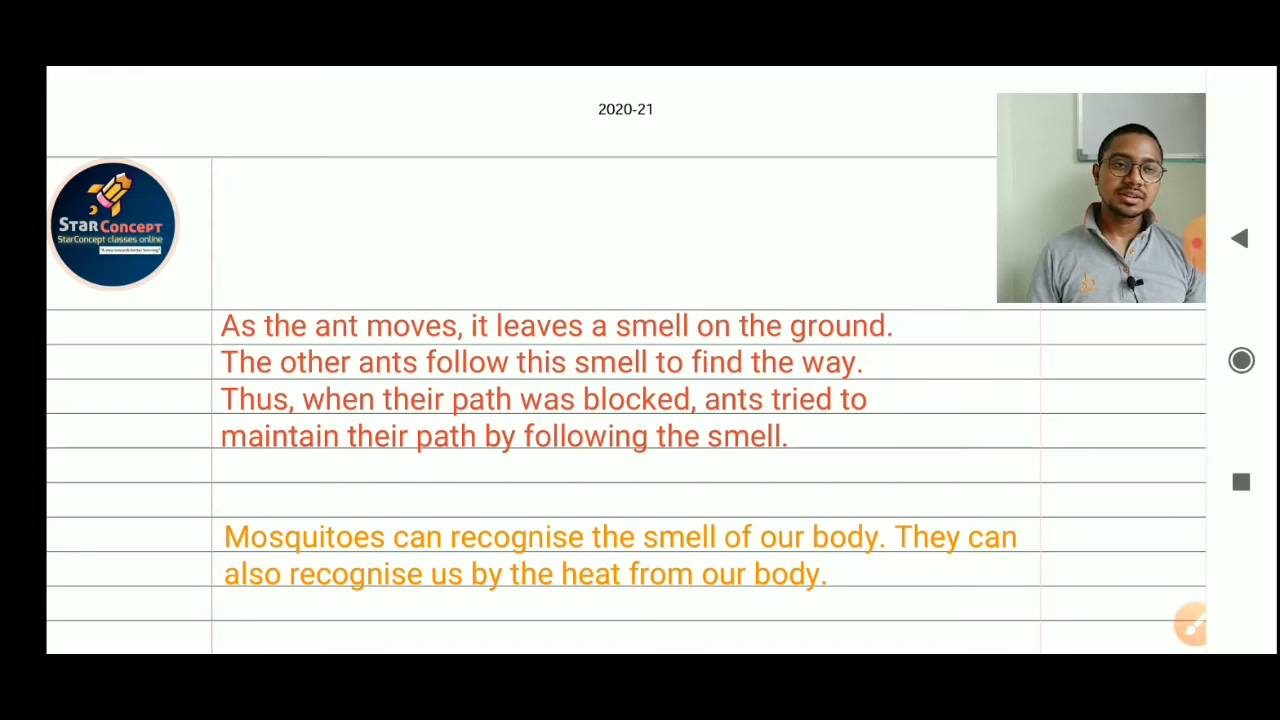 2020-21
STARCONCEPT
StarConcept classes online
As the ant moves, it leaves a smell on the ground.
The other ants follow this smell to find the way.
Thus, when their path was blocked, ants tried to
maintain their path by following the smell.
Mosquitoes can recognise the smell of our body. They can
also recognise us by the heat from our body.